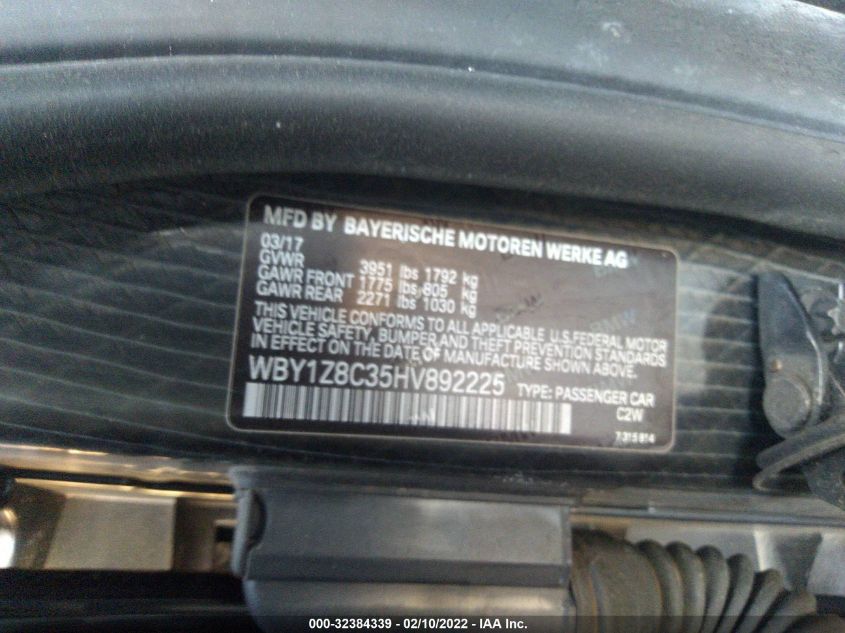 MFD BY BAYERISCHE MOTOREN WERKE AG
03/17
GVWR 3951 lbs 1792 kg
GAWR FRONT 1775 lbs 805 kg
GAWR REAR 2271 lbs 1030 kg
THIS VEHICLE CONFORMS TO ALL APPLICABLE U.S. FEDERAL MOTOR
VEHICLE SAFETY, BUMPER, AND THEFT PREVENTION STANDARDS
IN EFFECT ON THE DATE OF MANUFACTURE SHOWN ABOVE.
WBY1Z8C35HV892225 TYPE: PASSENGER CAR
C2W
7 315 814
000-32384339 – 02/10/2022 – IAA Inc.